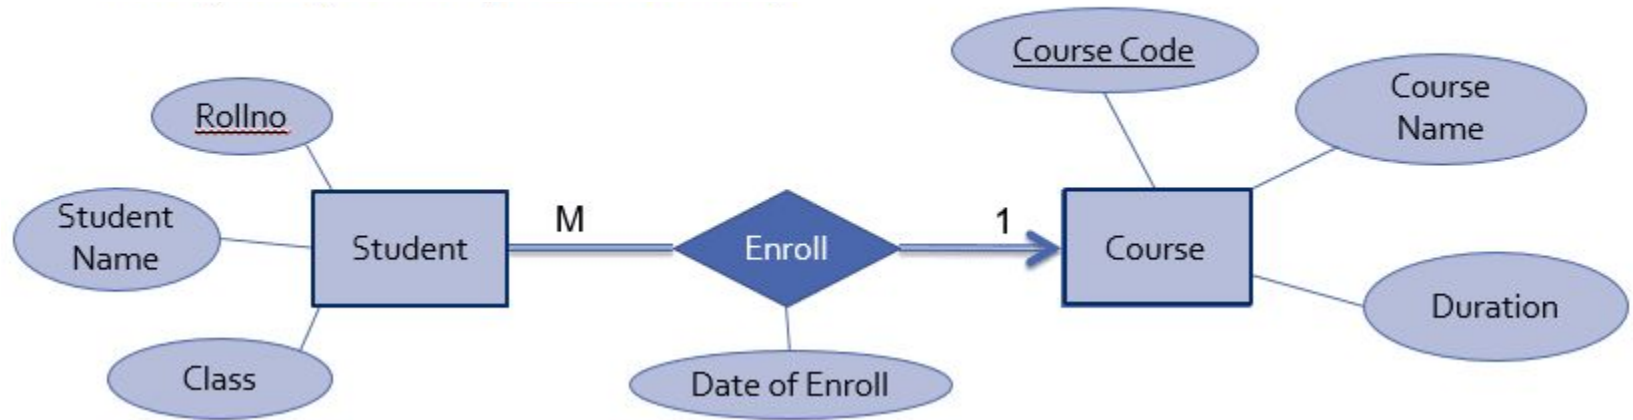 Course Code
Course
Name
Rollno
Student
Name
Student
M
Enroll
1
Course
Duration
Class
Date of Enroll